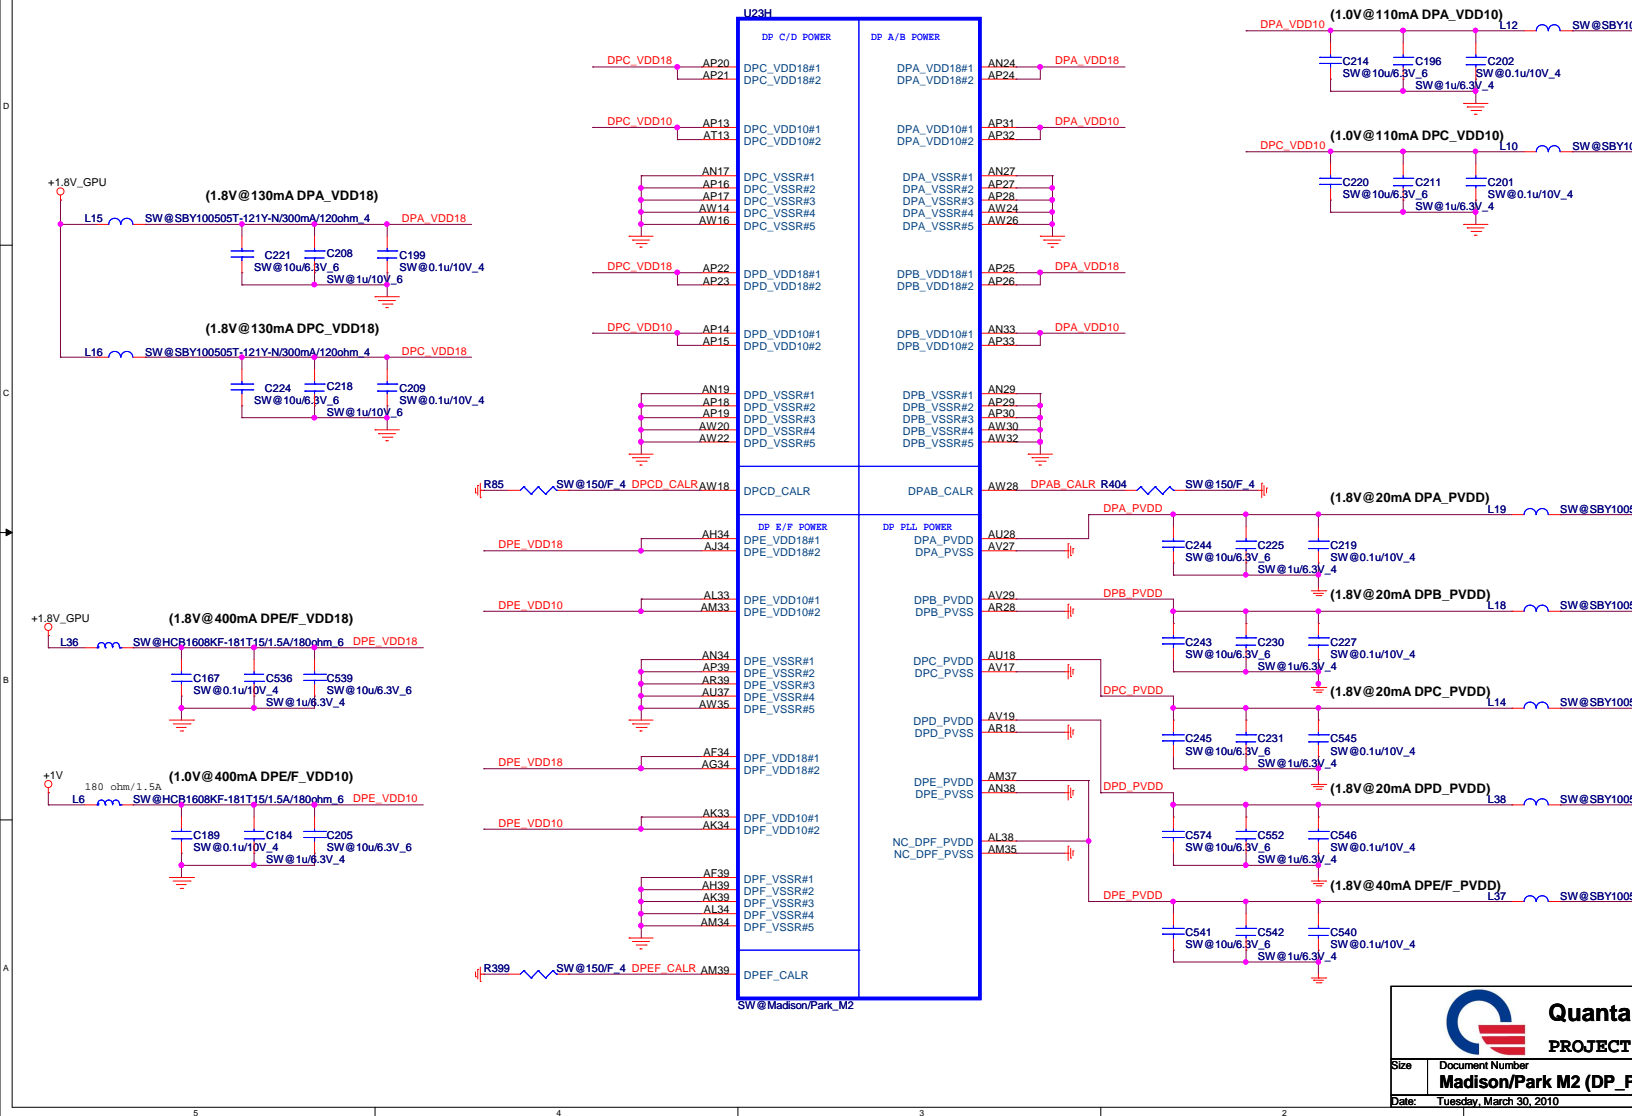 U23H
DP C/D POWER
DP A/B POWER
DPC_VDD18 AP20 DPC_VDD18#1
AP21 DPC_VDD18#2
DPC_VDD10 AP13 DPC_VDD10#1
AT13 DPC_VDD10#2
AN17 DPC_VSSR#1
AP16 DPC_VSSR#2
AP17 DPC_VSSR#3
AW14 DPC_VSSR#4
AW16 DPC_VSSR#5
DPC_VDD18 AP22 DPD_VDD18#1
AP23 DPD_VDD18#2
DPC_VDD10 AP14 DPD_VDD10#1
AP15 DPD_VDD10#2
AN19 DPD_VSSR#1
AP18 DPD_VSSR#2
AP19 DPD_VSSR#3
AW20 DPD_VSSR#4
AW22 DPD_VSSR#5
R85 SW@150/F_4 DPCD_CALR AW18 DPCD_CALR
DPA_VDD18#1 AN24 DPA_VDD18
DPA_VDD18#2 AP24
DPA_VDD10#1 AP31 DPA_VDD10
DPA_VDD10#2 AP32
DPA_VSSR#1 AN27
DPA_VSSR#2 AP27
DPA_VSSR#3 AP28
DPA_VSSR#4 AW24
DPA_VSSR#5 AW26
DPB_VDD18#1 AP25 DPA_VDD18
DPB_VDD18#2 AP26
DPB_VDD10#1 AN33 DPA_VDD10
DPB_VDD10#2 AP33
DPB_VSSR#1 AN29
DPB_VSSR#2 AP29
DPB_VSSR#3 AP30
DPB_VSSR#4 AW30
DPB_VSSR#5 AW32
DPAB_CALR AW28 DPAB_CALR R404 SW@150/F_4
DP E/F POWER
DP PLL POWER
DPE_VDD18 AH34 DPE_VDD18#1
AJ34 DPE_VDD18#2
DPE_VDD10 AL33 DPE_VDD10#1
AM33 DPE_VDD10#2
AN34 DPE_VSSR#1
AP39 DPE_VSSR#2
AR39 DPE_VSSR#3
AU37 DPE_VSSR#4
AW35 DPE_VSSR#5
DPE_VDD18 AF34 DPF_VDD18#1
AG34 DPF_VDD18#2
DPE_VDD10 AK33 DPF_VDD10#1
AK34 DPF_VDD10#2
AF39 DPF_VSSR#1
AH39 DPF_VSSR#2
AK39 DPF_VSSR#3
AL34 DPF_VSSR#4
AM34 DPF_VSSR#5
R399 SW@150/F_4 DPEF_CALR AM39 DPEF_CALR
DPA_PVDD AU28 DPA_PVDD
DPA_PVSS AV27
DPB_PVDD AV29 DPB_PVDD
DPB_PVSS AR28
DPC_PVDD AU18 DPC_PVDD
DPC_PVSS AV17
DPD_PVDD AV19 DPD_PVDD
DPD_PVSS AR18
DPE_PVDD AM37 DPE_PVDD
DPE_PVSS AN38
NC_DPF_PVDD AL38
NC_DPF_PVSS AM35
SW@Madison/Park_M2
+1.8V_GPU
(1.8V@130mA DPA_VDD18)
L15 SW@SBY100505T-121Y-N/300mA/120ohm_4 DPA_VDD18
C221 SW@10u/6.3V_6
C208 SW@1u/10V_6
C199 SW@0.1u/10V_4
(1.8V@130mA DPC_VDD18)
L16 SW@SBY100505T-121Y-N/300mA/120ohm_4 DPC_VDD18
C224 SW@10u/6.3V_6
C218 SW@1u/10V_6
C209 SW@0.1u/10V_4
+1.8V_GPU
(1.8V@400mA DPE/F_VDD18)
L36 SW@HCB1608KF-181T15/1.5A/180ohm_6 DPE_VDD18
C167 SW@0.1u/10V_4
C536 SW@1u/6.3V_4
C539 SW@10u/6.3V_6
+1V
(1.0V@400mA DPE/F_VDD10)
180 ohm/1.5A
L6 SW@HCB1608KF-181T15/1.5A/180ohm_6 DPE_VDD10
C189 SW@0.1u/10V_4
C184 SW@1u/6.3V_4
C205 SW@10u/6.3V_6
(1.0V@110mA DPA_VDD10)
DPA_VDD10 L12 SW@SBY10
C214 SW@10u/6.3V_6
C196 SW@1u/6.3V_4
C202 SW@0.1u/10V_4
(1.0V@110mA DPC_VDD10)
DPC_VDD10 L10 SW@SBY10
C220 SW@10u/6.3V_6
C211 SW@1u/6.3V_4
C201 SW@0.1u/10V_4
(1.8V@20mA DPA_PVDD)
L19 SW@SBY1005
C244 SW@10u/6.3V_6
C225 SW@1u/6.3V_4
C219 SW@0.1u/10V_4
(1.8V@20mA DPB_PVDD)
L18 SW@SBY1005
C243 SW@10u/6.3V_6
C230 SW@1u/6.3V_4
C227 SW@0.1u/10V_4
(1.8V@20mA DPC_PVDD)
L14 SW@SBY1005
C245 SW@10u/6.3V_6
C231 SW@1u/6.3V_4
C545 SW@0.1u/10V_4
(1.8V@20mA DPD_PVDD)
L38 SW@SBY1005
C574 SW@10u/6.3V_6
C552 SW@1u/6.3V_4
C546 SW@0.1u/10V_4
(1.8V@40mA DPE/F_PVDD)
L37 SW@SBY1005
C541 SW@10u/6.3V_6
C542 SW@1u/6.3V_4
C540 SW@0.1u/10V_4
D
C
B
A
Quanta
PROJECT
Size Document Number
Madison/Park M2 (DP_P
Date: Tuesday, March 30, 2010
5 4 3 2